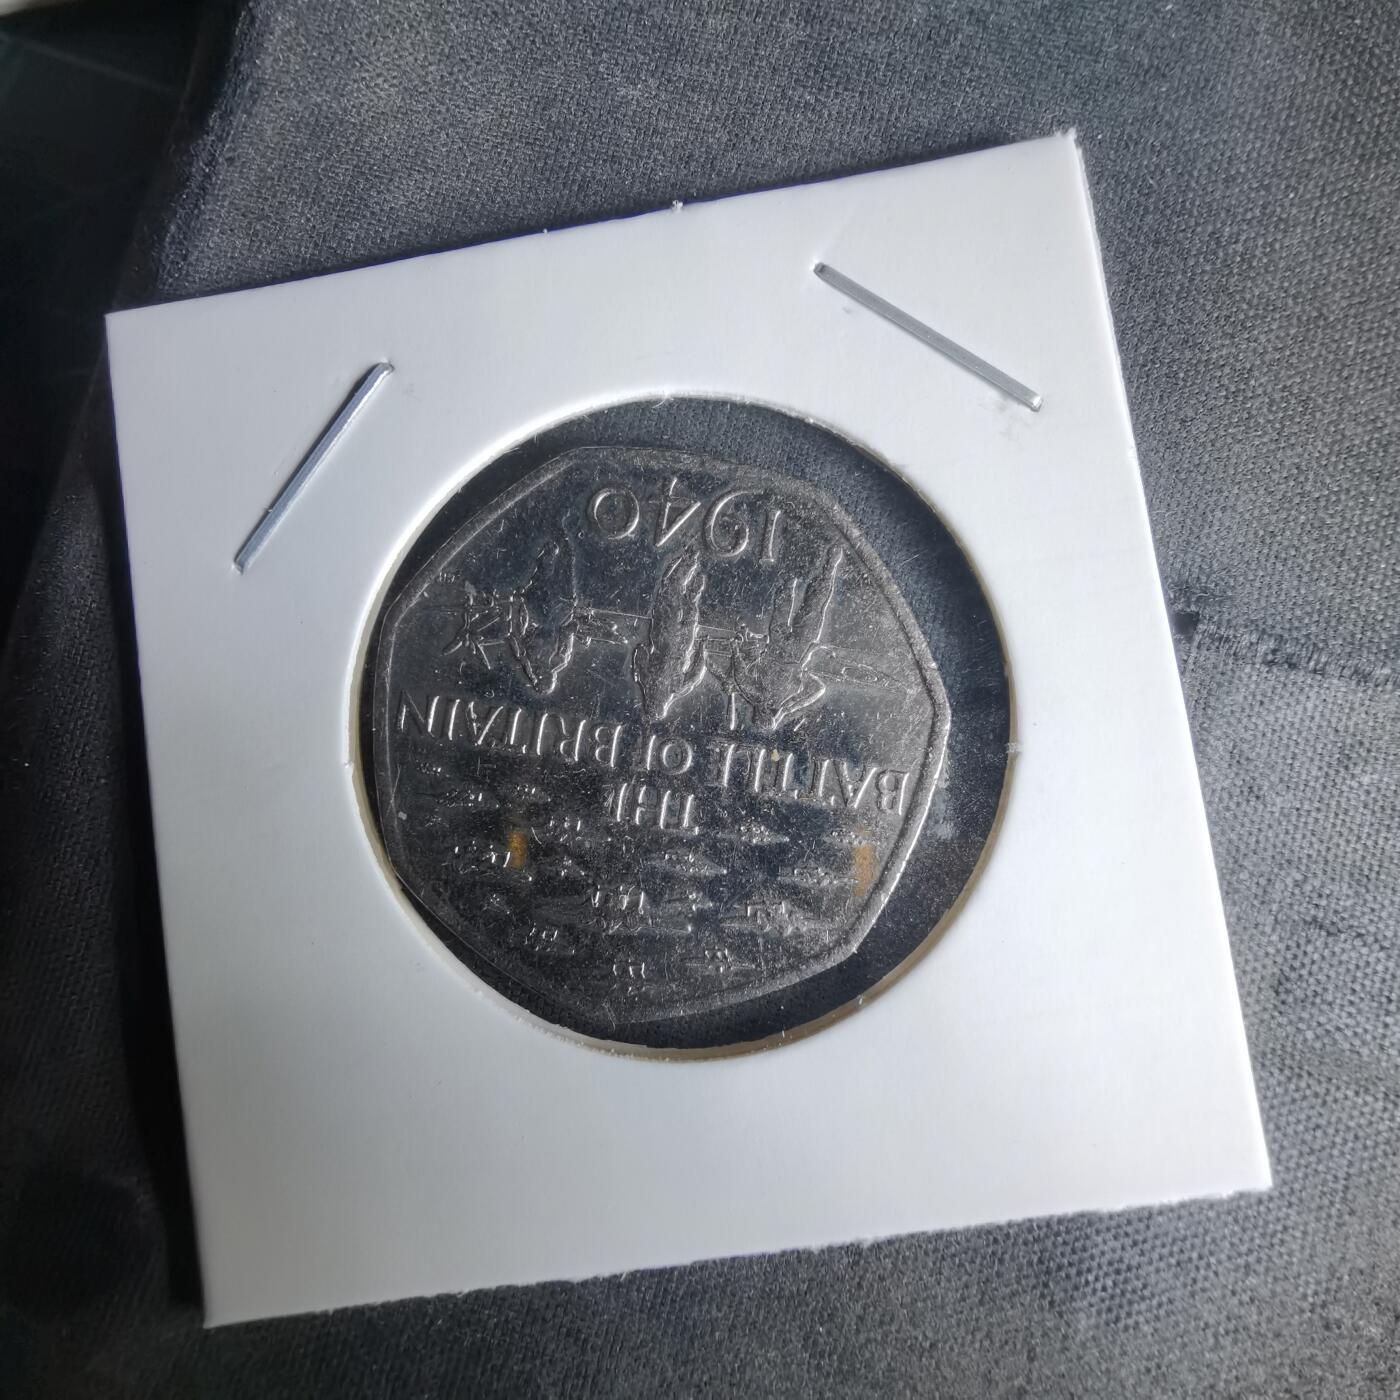 THE
BATTLE OF BRITAIN
1940